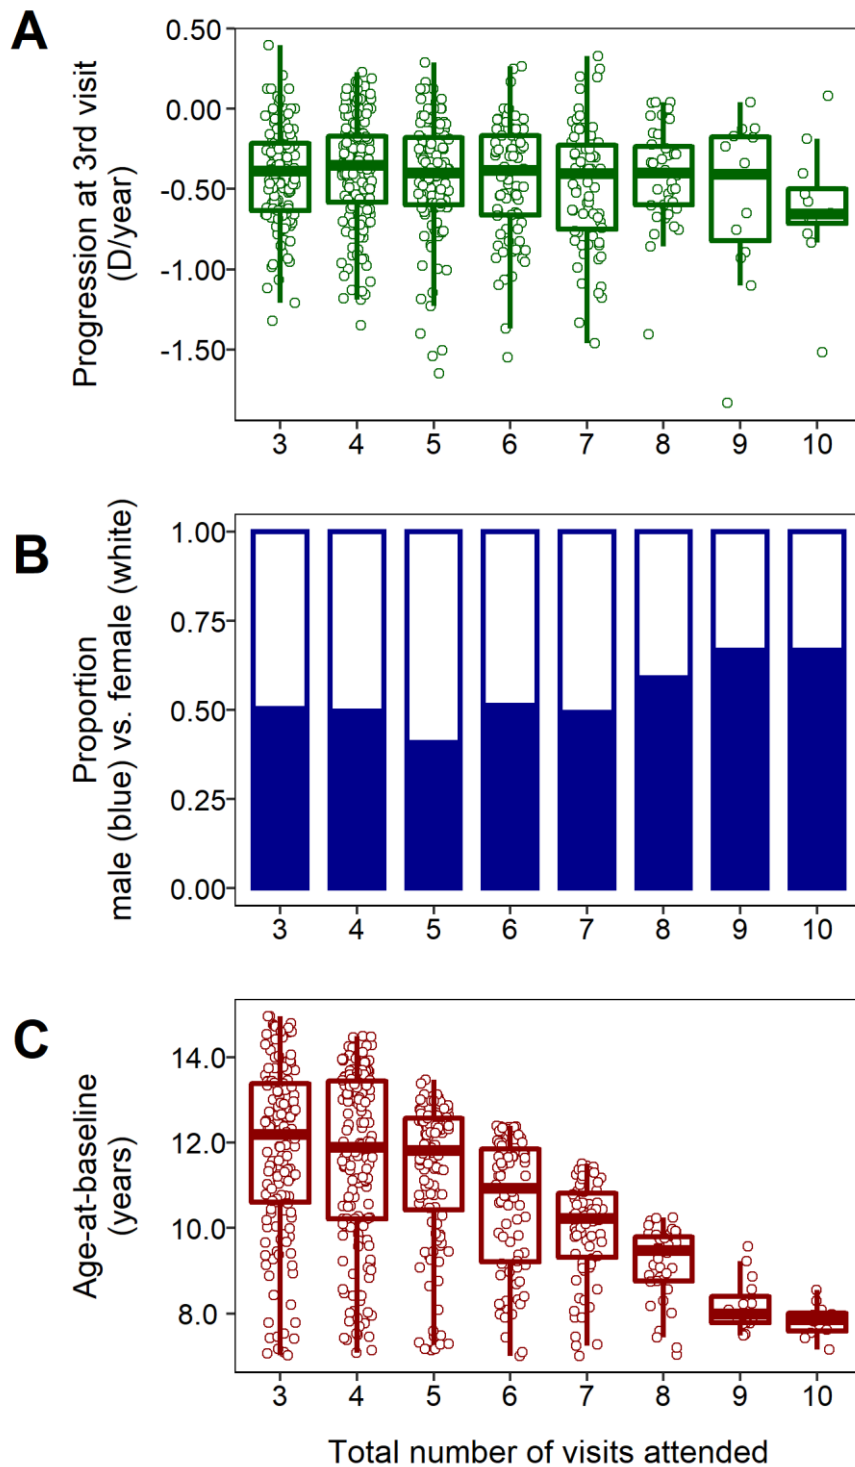 A
Progression at 3rd visit
(D/year)
0.50
0.00
-0.50
-1.00
-1.50
3 4 5 6 7 8 9 10
B
Proportion
male (blue) vs. female (white)
1.00
0.75
0.50
0.25
0.00
3 4 5 6 7 8 9 10
C
Age-at-baseline
(years)
14.0
12.0
10.0
8.0
3 4 5 6 7 8 9 10
Total number of visits attended